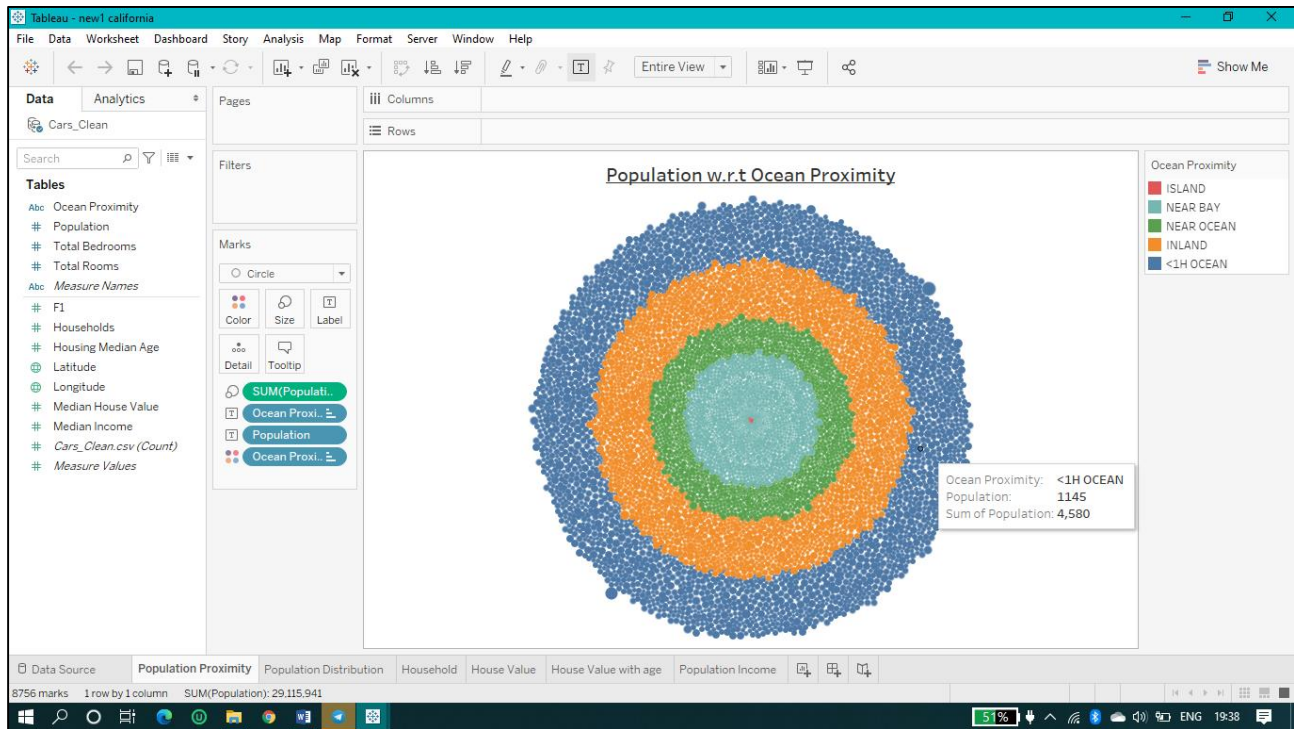 Tableau - new1 california
File Data Worksheet Dashboard Story Analysis Map Format Server Window Help
Entire View
Show Me
Data Analytics
Cars_Clean
Search
Tables
Abc Ocean Proximity
# Population
# Total Bedrooms
# Total Rooms
Abc Measure Names
# F1
# Households
# Housing Median Age
Latitude
Longitude
# Median House Value
# Median Income
# Cars_Clean.csv (Count)
# Measure Values
Pages
Filters
Marks
Circle
Color Size Label
Detail Tooltip
SUM(Populati..
Ocean Proxi..
Population
Ocean Proxi..
Columns
Rows
Population w.r.t Ocean Proximity
Ocean Proximity: <1H OCEAN
Population: 1145
Sum of Population: 4,580
Ocean Proximity
ISLAND
NEAR BAY
NEAR OCEAN
INLAND
<1H OCEAN
Data Source Population Proximity Population Distribution Household House Value House Value with age Population Income
8756 marks 1 row by 1 column SUM(Population): 29,115,941
51% ENG 19:38